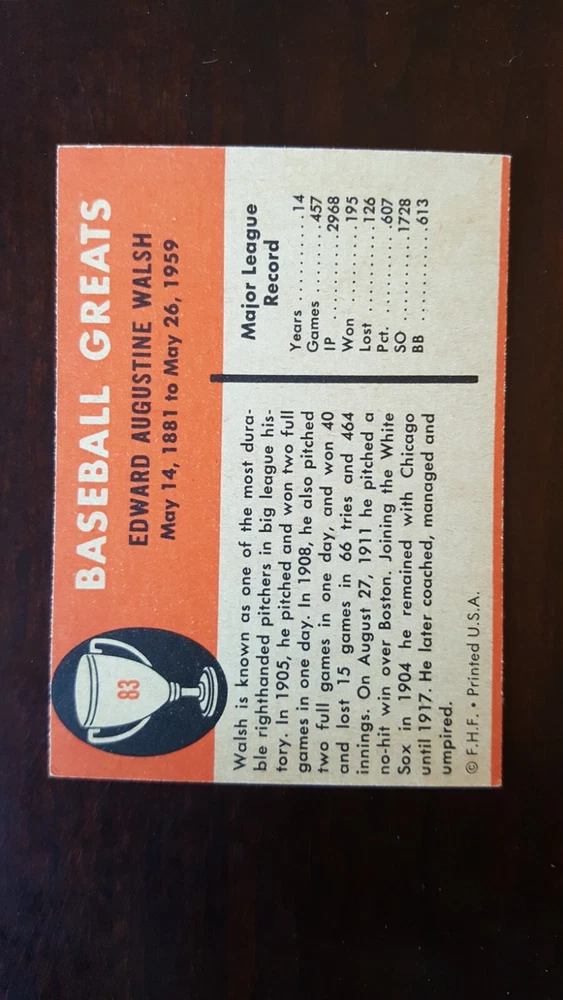 83
BASEBALL GREATS
EDWARD AUGUSTINE WALSH
May 14, 1881 to May 26, 1959
Walsh is known as one of the most dura-
ble righthanded pitchers in big league his-
tory. In 1905, he pitched and won two full
games in one day. In 1908, he also pitched
two full games in one day, and won 40
and lost 15 games in 66 tries and 464
innings. On August 27, 1911 he pitched a
no-hit win over Boston. Joining the White
Sox in 1904 he remained with Chicago
until 1917. He later coached, managed and
umpired.
© F.H.F. • Printed U.S.A.
Major League
Record
Years ..........14
Games ........457
IP ...........2968
Won ..........195
Lost ..........126
Pct. ..........607
SO ..........1728
BB ...........613